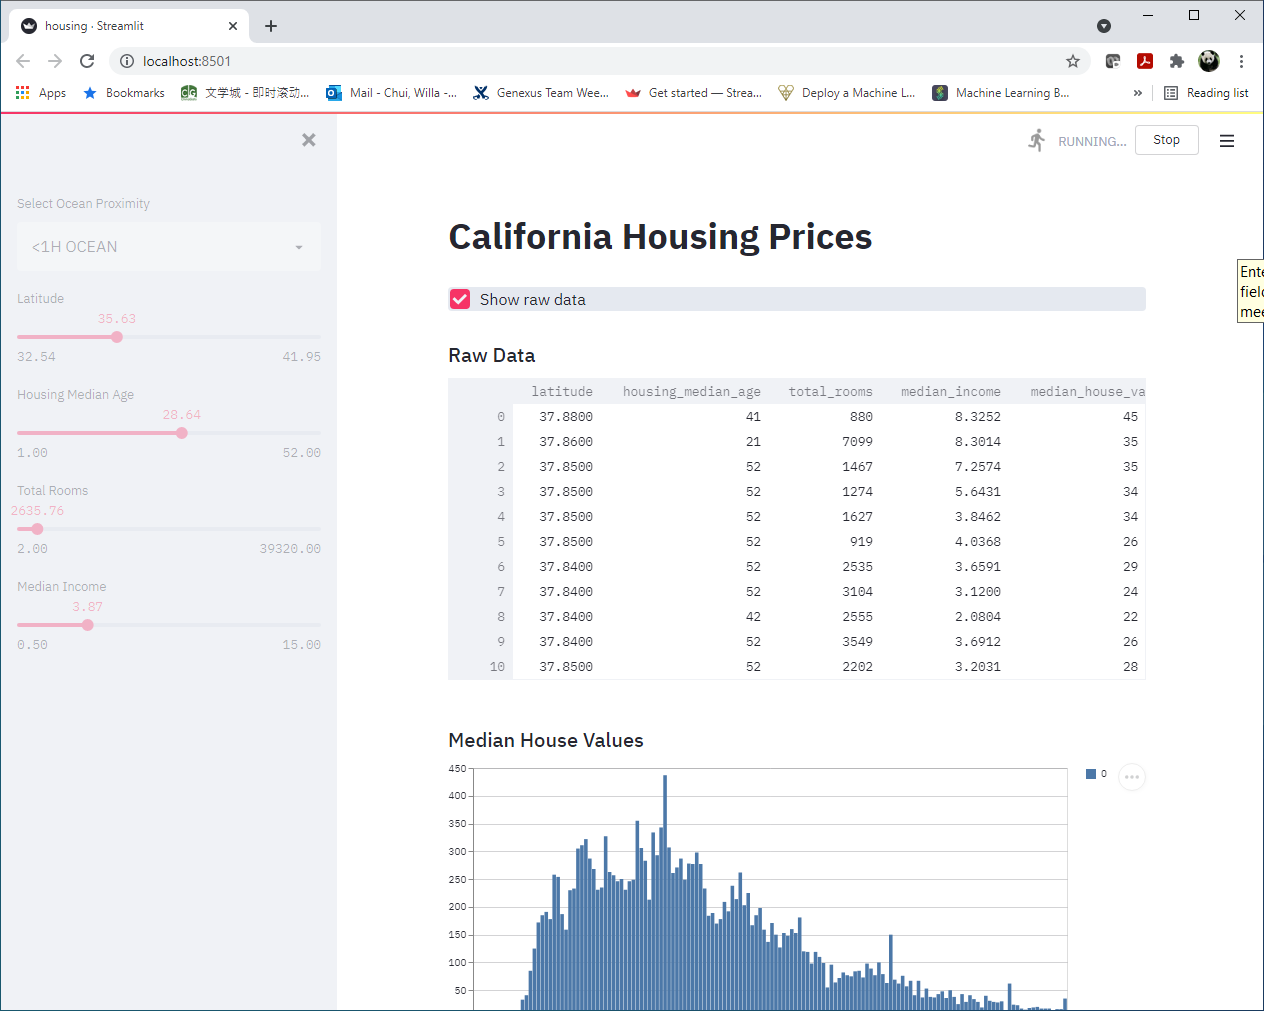 housing · Streamlit
localhost:8501
Apps Bookmarks 文学城 - 即时滚动... Mail - Chui, Willa -... Genexus Team Wee... Get started — Strea... Deploy a Machine L... Machine Learning B... » Reading list
RUNNING... Stop
Select Ocean Proximity
<1H OCEAN
Latitude
35.63
32.54 41.95
Housing Median Age
28.64
1.00 52.00
Total Rooms
2635.76
2.00 39320.00
Median Income
3.87
0.50 15.00
California Housing Prices
Show raw data
Raw Data
latitude housing_median_age total_rooms median_income median_house_va
0 37.8800 41 880 8.3252 45
1 37.8600 21 7099 8.3014 35
2 37.8500 52 1467 7.2574 35
3 37.8500 52 1274 5.6431 34
4 37.8500 52 1627 3.8462 34
5 37.8500 52 919 4.0368 26
6 37.8400 52 2535 3.6591 29
7 37.8400 52 3104 3.1200 24
8 37.8400 42 2555 2.0804 22
9 37.8400 52 3549 3.6912 26
10 37.8500 52 2202 3.2031 28
Median House Values
450
400
350
300
250
200
150
100
50
0
Ente
field
mee